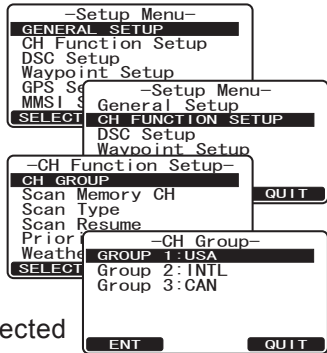 -Setup Menu-
GENERAL SETUP
CH Function Setup
DSC Setup
Waypoint Setup
GPS
MMSI
SELECT
-Setup Menu-
General Setup
CH FUNCTION SETUP
DSC Setup
Waypoint Setup
QUIT
-CH Function Setup-
CH GROUP
Scan Memory CH
Scan Type
Scan Resume
SELECT
-CH Group-
GROUP 1:USA
Group 2:INTL
Group 3:CAN
ENT QUIT
ected